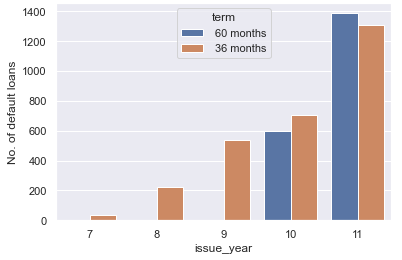 term
60 months
36 months
No. of default loans
1400
1200
1000
800
600
400
200
0
7 8 9 10 11
issue_year